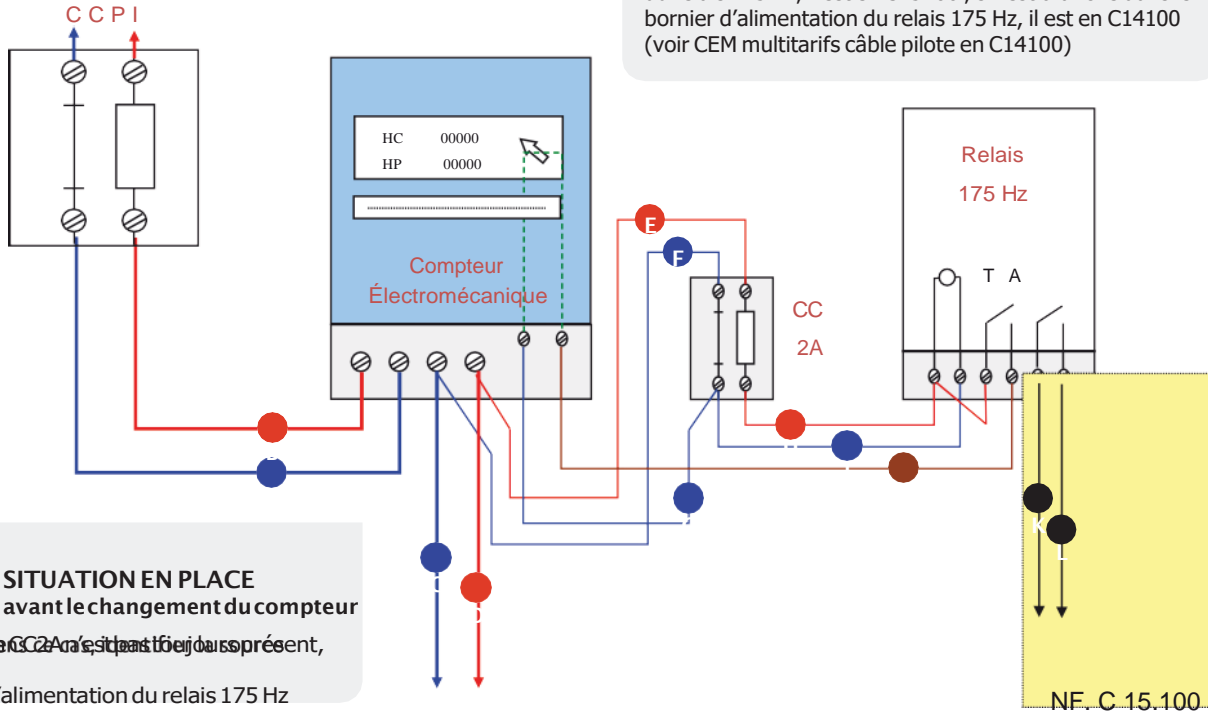 bornier d'alimentation du relais 175 Hz, il est en C14100
(voir CEM multitarifs câble pilote en C14100)
C C P I
HC 00000
HP 00000
Compteur
Électromécanique
E
F
CC
2A
Relais
175 Hz
T A
K
L
SITUATION EN PLACE
avant le changement du compteur
'alimentation du relais 175 Hz
NF. C 15.100